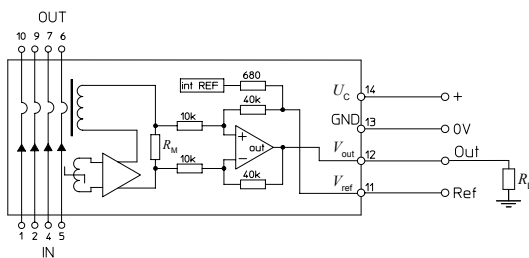 OUT
10 9 7 6
int REF
680
40k
10k
10k
R_M
out
40k
U_C 14 +
GND 13 0V
V_out 12 Out
V_ref 11 Ref
1 2 4 5
IN